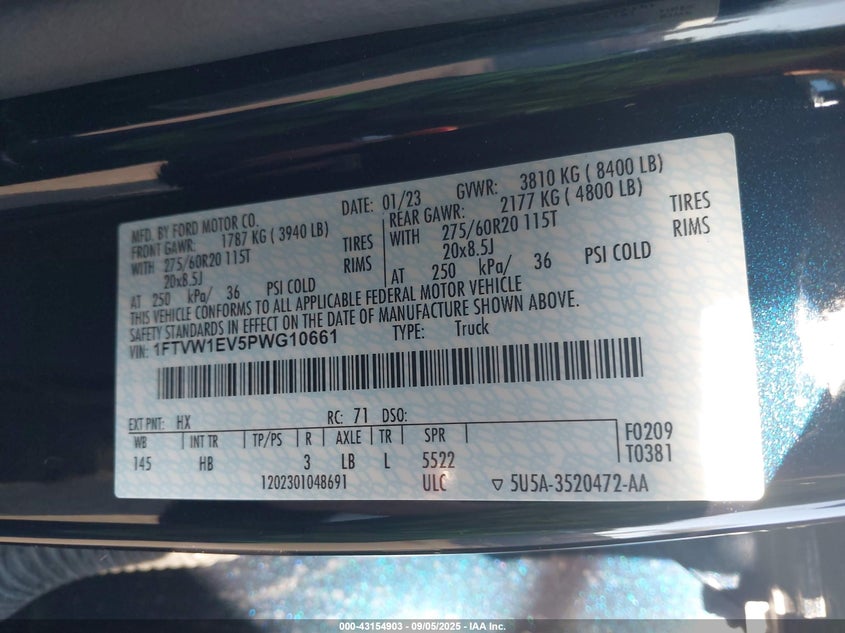 MFD. BY FORD MOTOR CO. DATE: 01/23 GVWR: 3810 KG ( 8400 LB)
FRONT GAWR: 1787 KG ( 3940 LB) REAR GAWR: 2177 KG ( 4800 LB)
WITH 275/60R20 115T TIRES WITH 275/60R20 115T TIRES
20x8.5J RIMS 20x8.5J RIMS
AT 250 kPa/ 36 PSI COLD AT 250 kPa/ 36 PSI COLD
THIS VEHICLE CONFORMS TO ALL APPLICABLE FEDERAL MOTOR VEHICLE
SAFETY STANDARDS IN EFFECT ON THE DATE OF MANUFACTURE SHOWN ABOVE.
VIN: 1FTVW1EV5PWG10661 TYPE: Truck
EXT PNT: HX RC: 71 DSO:
WB INT TR TP/PS R AXLE TR SPR F0209
145 HB 3 LB L 5522 T0381
1202301048691 ULC ▽ 5U5A-3520472-AA
000-43154903 - 09/05/2025 - IAA Inc.